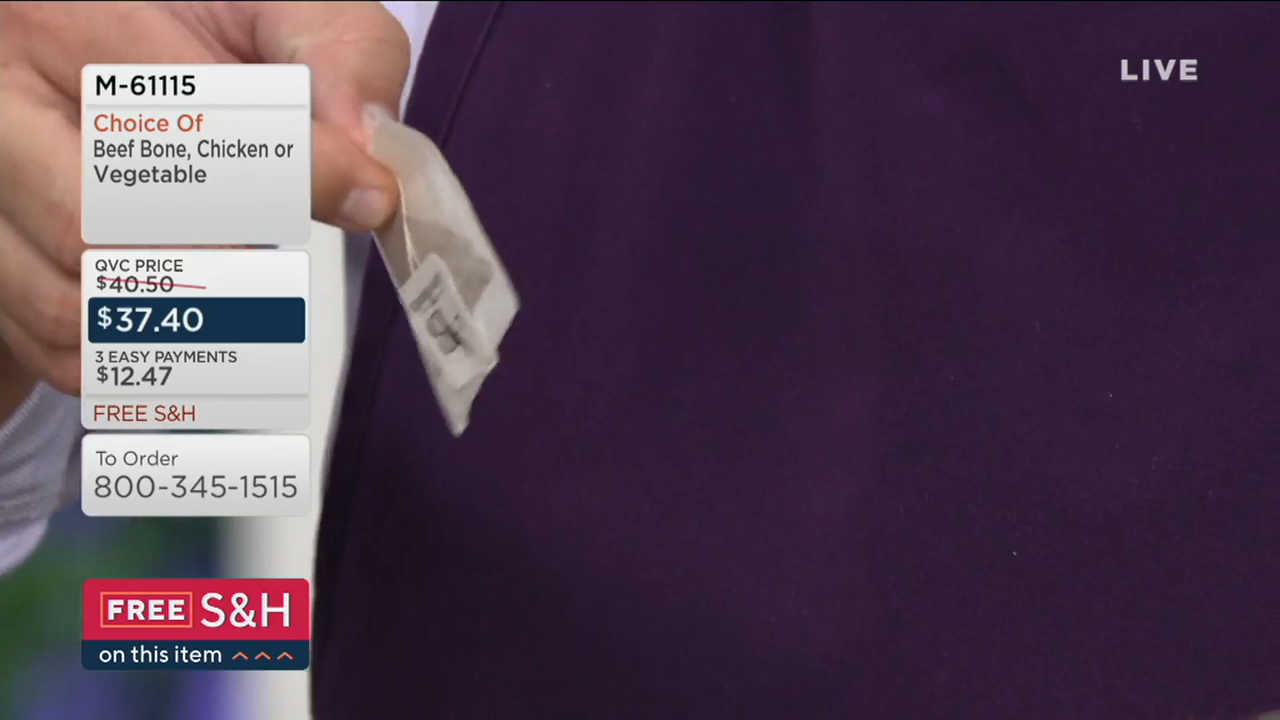 M-61115
Choice Of
Beef Bone, Chicken or
Vegetable
QVC PRICE
$40.50
$37.40
3 EASY PAYMENTS
$12.47
FREE S&H
To Order
800-345-1515
FREE S&H
on this item
LIVE